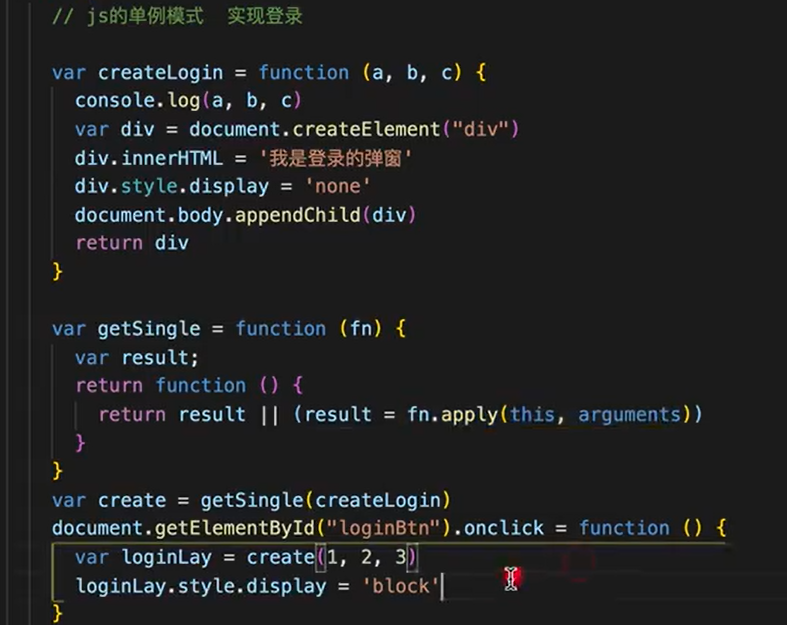 // js的单例模式  实现登录
var createLogin = function (a, b, c) {
console.log(a, b, c)
var div = document.createElement("div")
div.innerHTML = '我是登录的弹窗'
div.style.display = 'none'
document.body.appendChild(div)
return div
}
var getSingle = function (fn) {
var result;
return function () {
return result || (result = fn.apply(this, arguments))
}
}
var create = getSingle(createLogin)
document.getElementById("loginBtn").onclick = function () {
var loginLay = create(1, 2, 3)
loginLay.style.display = 'block'
}